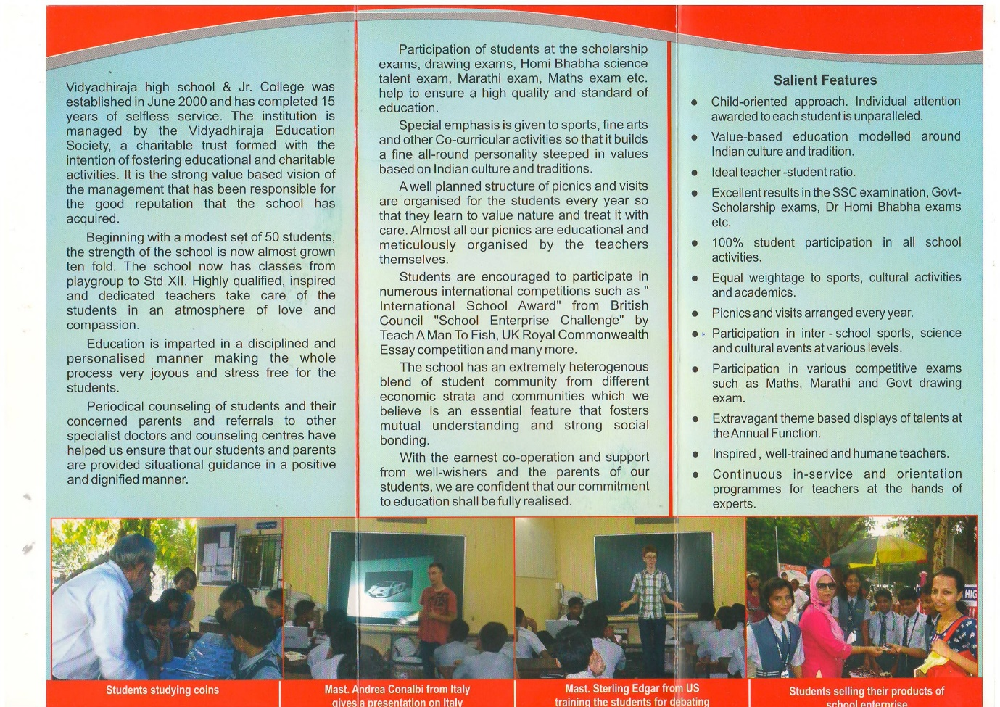 Vidyadhiraja high school & Jr. College was
established in June 2000 and has completed 15
years of selfless service. The institution is
managed by the Vidyadhiraja Education
Society, a charitable trust formed with the
intention of fostering educational and charitable
activities. It is the strong value based vision of
the management that has been responsible for
the good reputation that the school has
acquired.
Beginning with a modest set of 50 students,
the strength of the school is now almost grown
ten fold. The school now has classes from
playgroup to Std XII. Highly qualified, inspired
and dedicated teachers take care of the
students in an atmosphere of love and
compassion.
Education is imparted in a disciplined and
personalised manner making the whole
process very joyous and stress free for the
students.
Periodical counseling of students and their
concerned parents and referrals to other
specialist doctors and counseling centres have
helped us ensure that our students and parents
are provided situational guidance in a positive
and dignified manner.
Participation of students at the scholarship
exams, drawing exams, Homi Bhabha science
talent exam, Marathi exam, Maths exam etc.
help to ensure a high quality and standard of
education.
Special emphasis is given to sports, fine arts
and other Co-curricular activities so that it builds
a fine all-round personality steeped in values
based on Indian culture and traditions.
A well planned structure of picnics and visits
are organised for the students every year so
that they learn to value nature and treat it with
care. Almost all our picnics are educational and
meticulously organised by the teachers
themselves.
Students are encouraged to participate in
numerous international competitions such as "
International School Award" from British
Council "School Enterprise Challenge" by
Teach A Man To Fish, UK Royal Commonwealth
Essay competition and many more.
The school has an extremely heterogenous
blend of student community from different
economic strata and communities which we
believe is an essential feature that fosters
mutual understanding and strong social
bonding.
With the earnest co-operation and support
from well-wishers and the parents of our
students, we are confident that our commitment
to education shall be fully realised.
Salient Features
● Child-oriented approach. Individual attention
awarded to each student is unparalleled.
● Value-based education modelled around
Indian culture and tradition.
● Ideal teacher -student ratio.
● Excellent results in the SSC examination, Govt-
Scholarship exams, Dr Homi Bhabha exams
etc.
● 100% student participation in all school
activities.
● Equal weightage to sports, cultural activities
and academics.
● Picnics and visits arranged every year.
● Participation in inter - school sports, science
and cultural events at various levels.
● Participation in various competitive exams
such as Maths, Marathi and Govt drawing
exam.
● Extravagant theme based displays of talents at
the Annual Function.
● Inspired , well-trained and humane teachers.
● Continuous in-service and orientation
programmes for teachers at the hands of
experts.
HIG
Students studying coins
Mast. Andrea Conalbi from Italy
gives a presentation on Italy
Mast. Sterling Edgar from US
training the students for debating
Students selling their products of
school enterprise